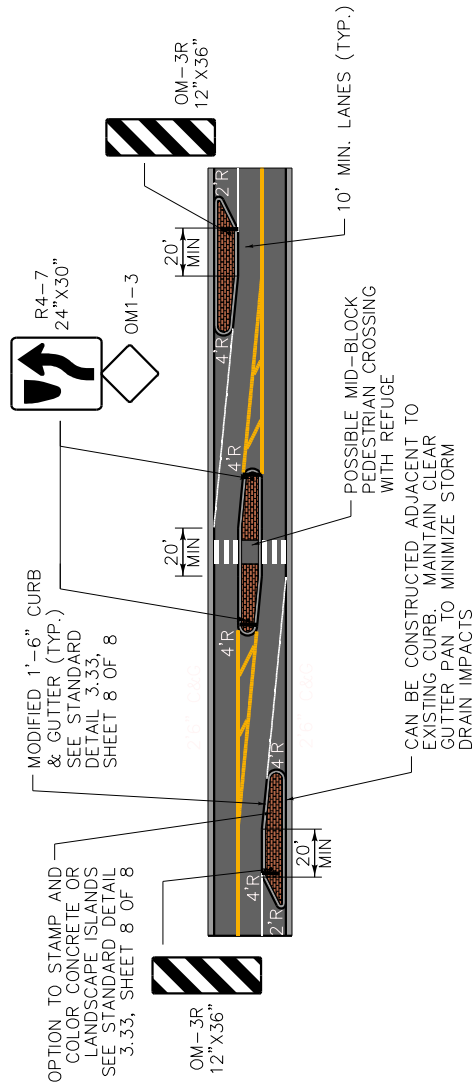 OPTION TO STAMP AND
COLOR CONCRETE OR
LANDSCAPE ISLANDS
SEE STANDARD DETAIL
3.33, SHEET 8 OF 8
MODIFIED 1'-6" CURB
& GUTTER (TYP.)
SEE STANDARD
DETAIL 3.33,
SHEET 8 OF 8
R4-7
24"X30"
OM1-3
OM-3R
12"X36"
OM-3R
12"X36"
20'
MIN
20'
MIN
20'
MIN
2'R
4'R
4'R
4'R
4'R
4'R
2'R
2'6" C&G
2'6" C&G
10' MIN. LANES (TYP.)
POSSIBLE MID-BLOCK
PEDESTRIAN CROSSING
WITH REFUGE
CAN BE CONSTRUCTED ADJACENT TO
EXISTING CURB. MAINTAIN CLEAR
GUTTER PAN TO MINIMIZE STORM
DRAIN IMPACTS